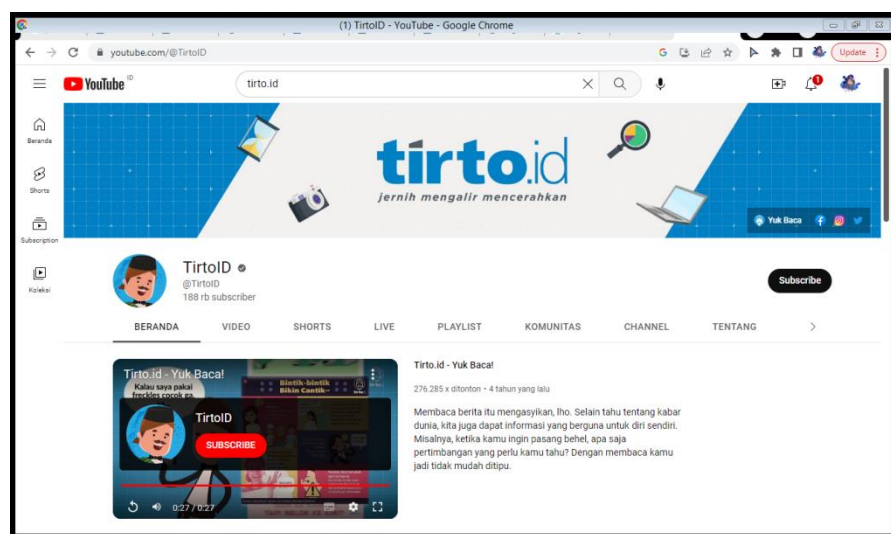 (1) TirtoID - YouTube - Google Chrome
youtube.com/@TirtoID
Update
YouTube ID
tirto.id
Beranda
Shorts
Subscription
Koleksi
tirto.id
jernih mengalir mencerahkan
Yuk Baca
TirtoID
@TirtoID
188 rb subscriber
Subscribe
BERANDA VIDEO SHORTS LIVE PLAYLIST KOMUNITAS CHANNEL TENTANG
Tirto.id - Yuk Baca!
Kalau saya pakai
freckles cocok ga
Bintik-bintik
Bikin Cantik
TirtoID
SUBSCRIBE
0:27 / 0:27
Tirto.id - Yuk Baca!
276.285 x ditonton • 4 tahun yang lalu
Membaca berita itu mengasyikan, lho. Selain tahu tentang kabar
dunia, kita juga dapat informasi yang berguna untuk diri sendiri.
Misalnya, ketika kamu ingin pasang behel, apa saja
pertimbangan yang perlu kamu tahu? Dengan membaca kamu
jadi tidak mudah ditipu.